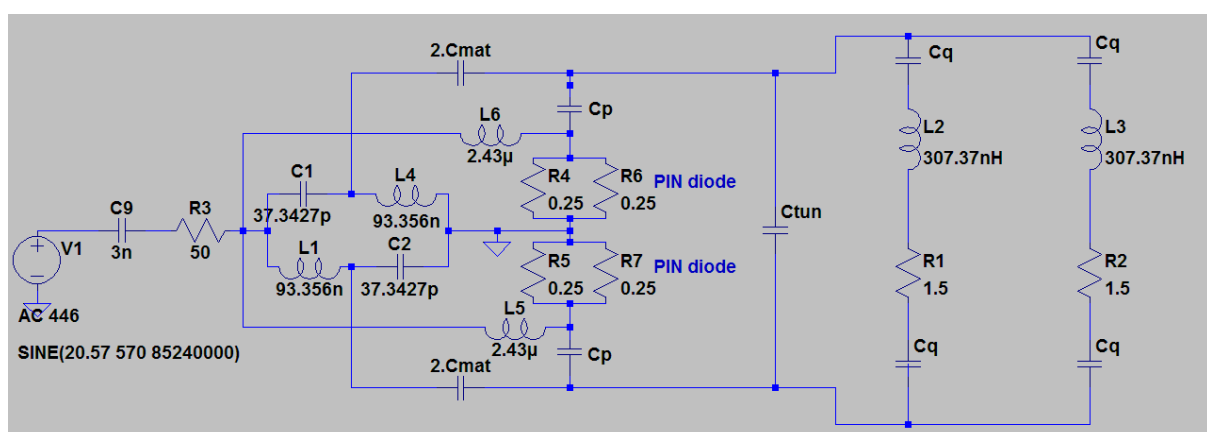 2.Cmat
Cp
L6
2.43µ
C1
37.3427p
L4
93.356n
R4
0.25
R6
0.25
PIN diode
C9
3n
R3
50
V1
AC 446
SINE(20.57 570 85240000)
L1
93.356n
C2
37.3427p
R5
0.25
R7
0.25
PIN diode
L5
2.43µ
Cp
2.Cmat
Ctun
Cq
L2
307.37nH
R1
1.5
Cq
Cq
L3
307.37nH
R2
1.5
Cq